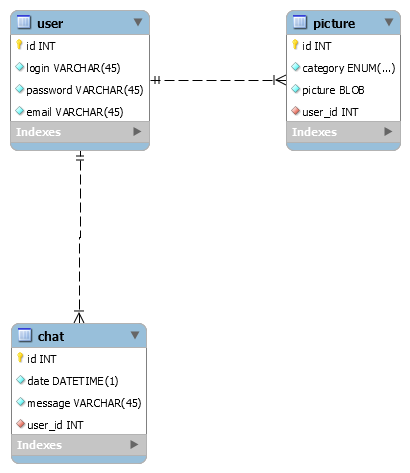 user
id INT
login VARCHAR(45)
password VARCHAR(45)
email VARCHAR(45)
Indexes
picture
id INT
category ENUM(...)
picture BLOB
user_id INT
Indexes
chat
id INT
date DATETIME(1)
message VARCHAR(45)
user_id INT
Indexes